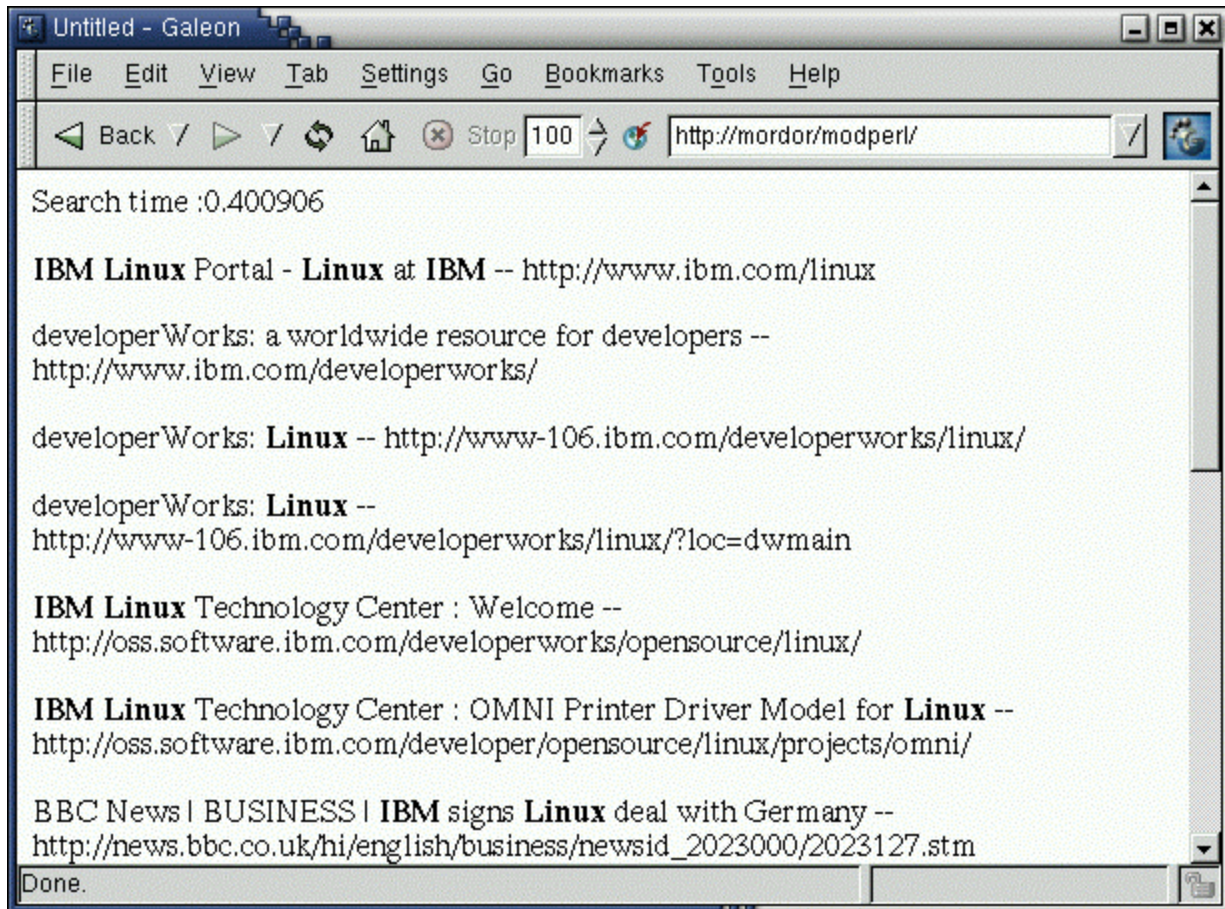 Untitled - Galeon
File Edit View Tab Settings Go Bookmarks Tools Help
Back Stop 100 http://mordor/modperl/
Search time :0.400906
IBM Linux Portal - Linux at IBM -- http://www.ibm.com/linux
developerWorks: a worldwide resource for developers --
http://www.ibm.com/developerworks/
developerWorks: Linux -- http://www-106.ibm.com/developerworks/linux/
developerWorks: Linux --
http://www-106.ibm.com/developerworks/linux/?loc=dwmain
IBM Linux Technology Center : Welcome --
http://oss.software.ibm.com/developerworks/opensource/linux/
IBM Linux Technology Center : OMNI Printer Driver Model for Linux --
http://oss.software.ibm.com/developer/opensource/linux/projects/omni/
BBC News | BUSINESS | IBM signs Linux deal with Germany --
http://news.bbc.co.uk/hi/english/business/newsid_2023000/2023127.stm
Done.